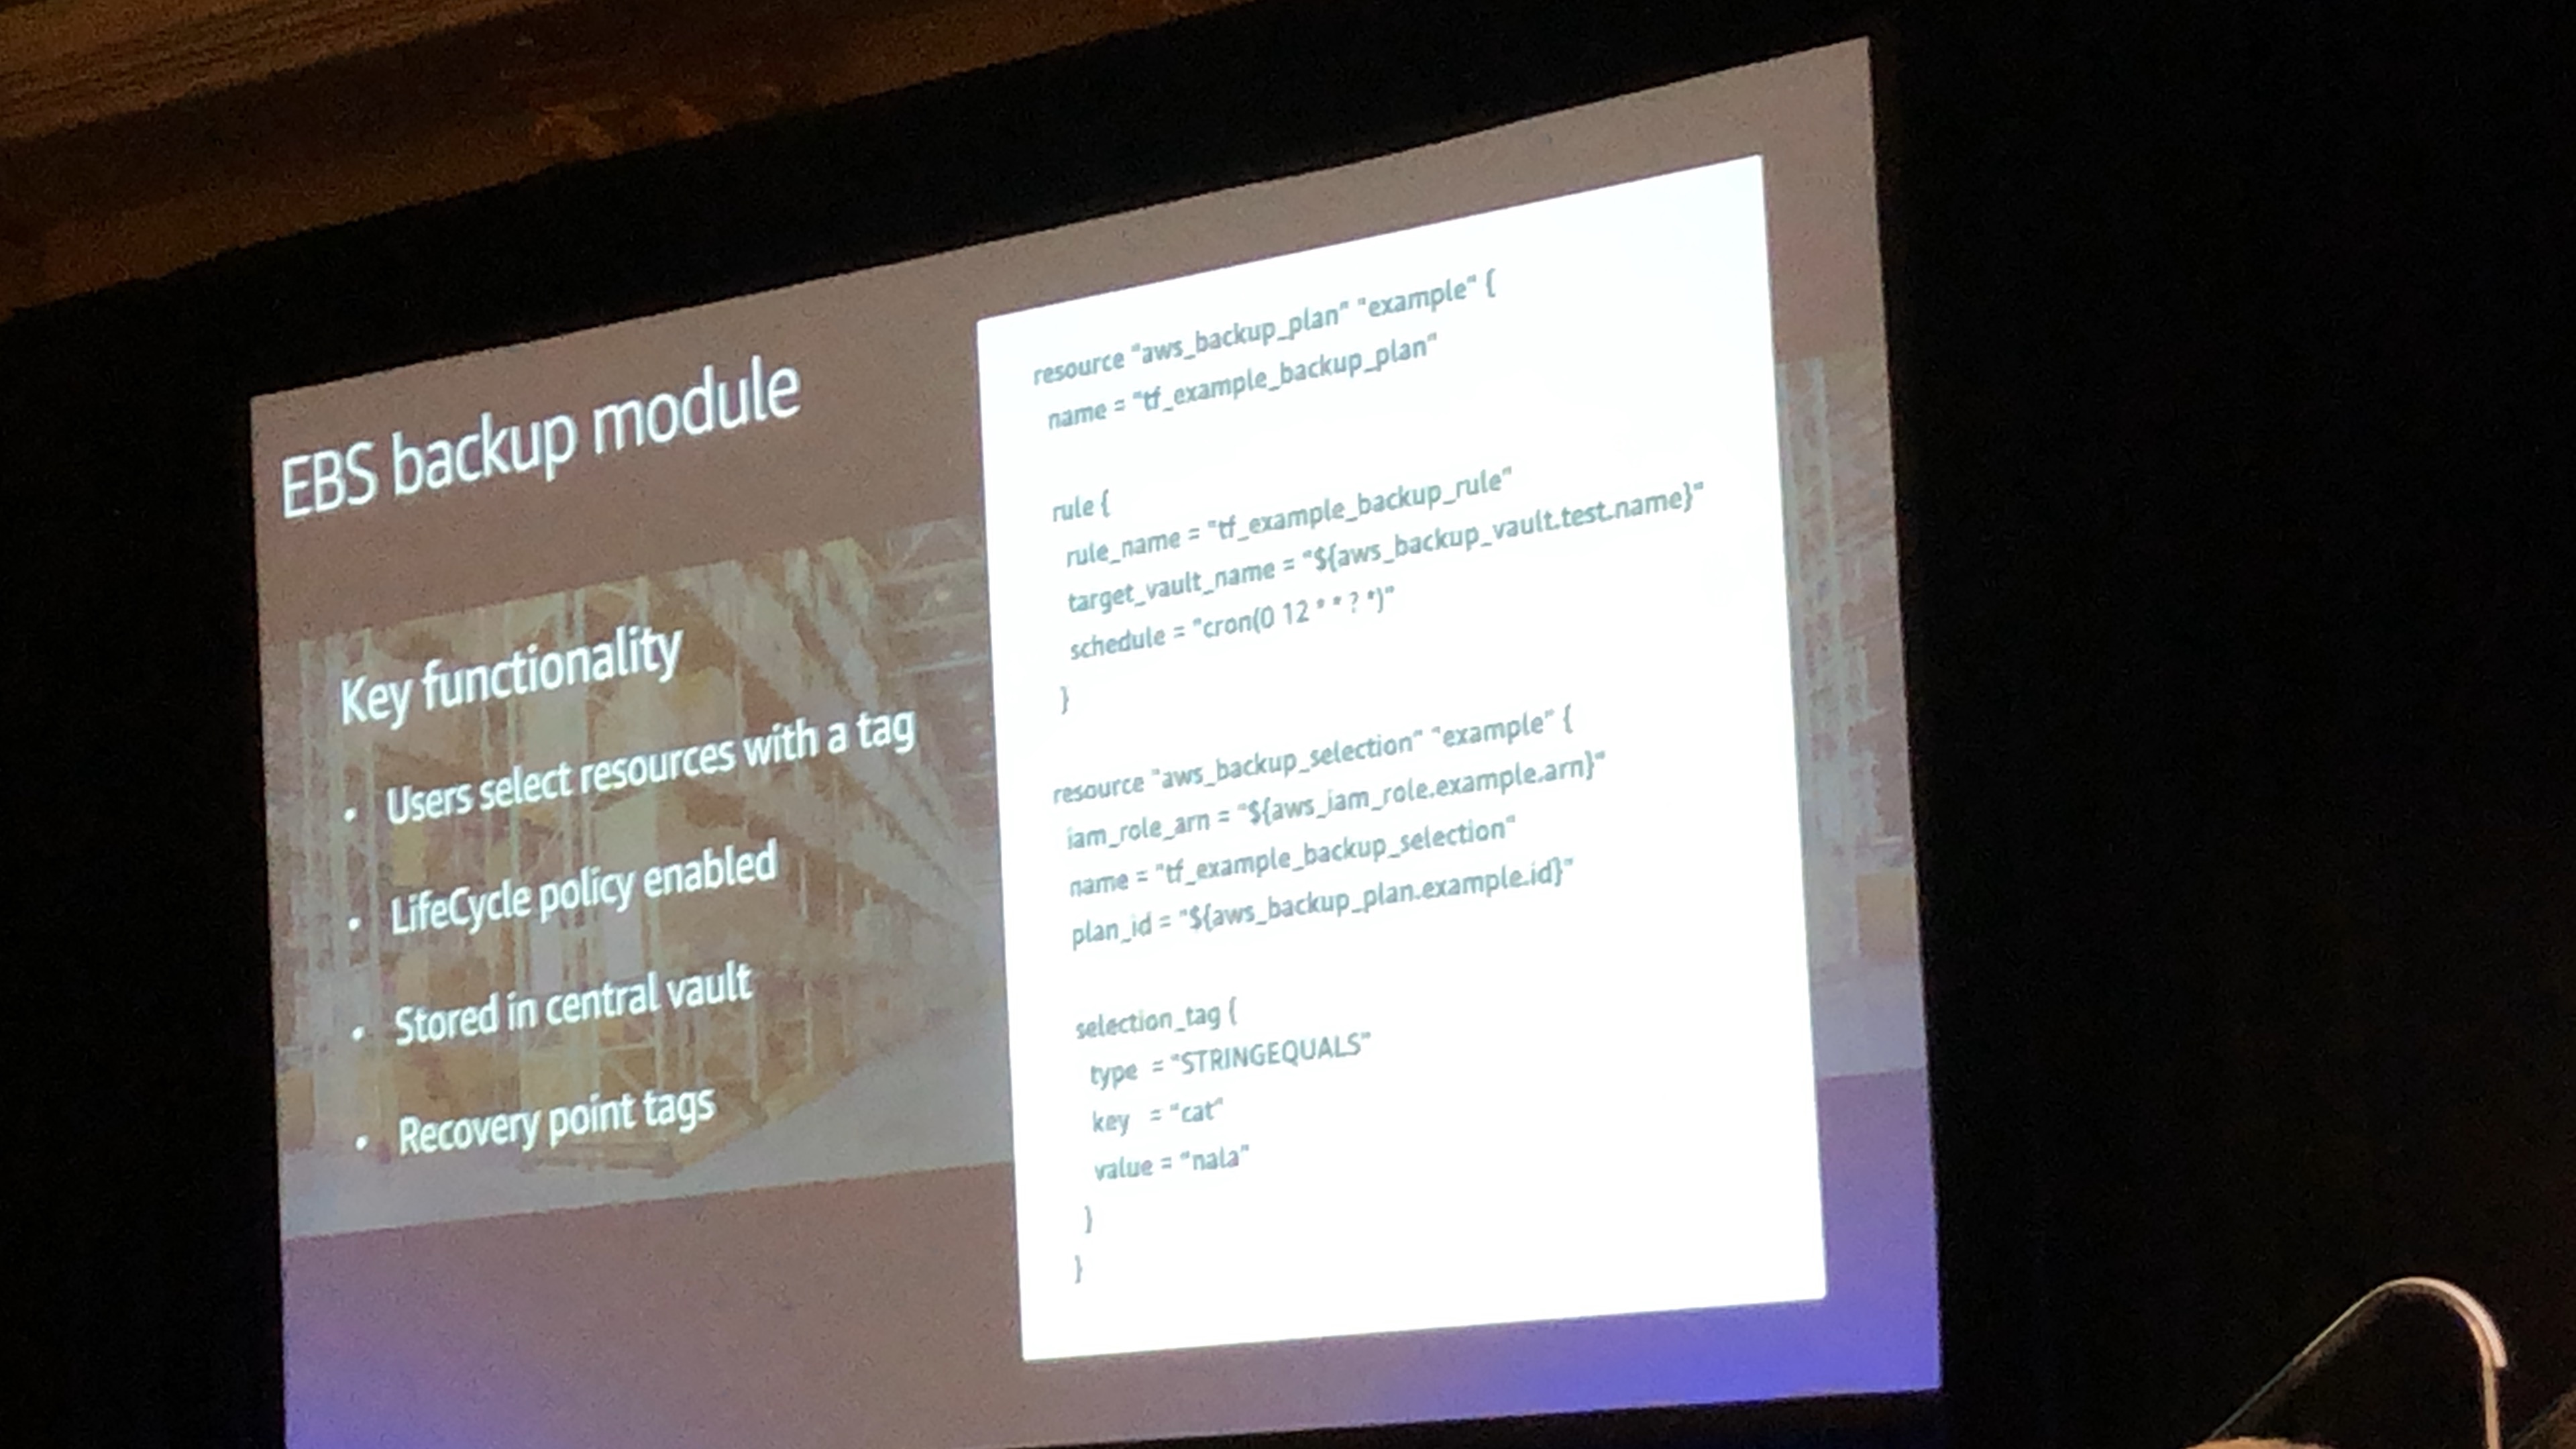 EBS backup module
Key functionality
• Users select resources with a tag
• LifeCycle policy enabled
• Stored in central vault
• Recovery point tags
resource "aws_backup_plan" "example" {
name = "tf_example_backup_plan"
rule {
rule_name = "tf_example_backup_rule"
target_vault_name = "${aws_backup_vault.test.name}"
schedule = "cron(0 12 * * ? *)"
}
resource "aws_backup_selection" "example" {
iam_role_arn = "${aws_iam_role.example.arn}"
name = "tf_example_backup_selection"
plan_id = "${aws_backup_plan.example.id}"
selection_tag {
type = "STRINGEQUALS"
key = "cat"
value = "nala"
}
}